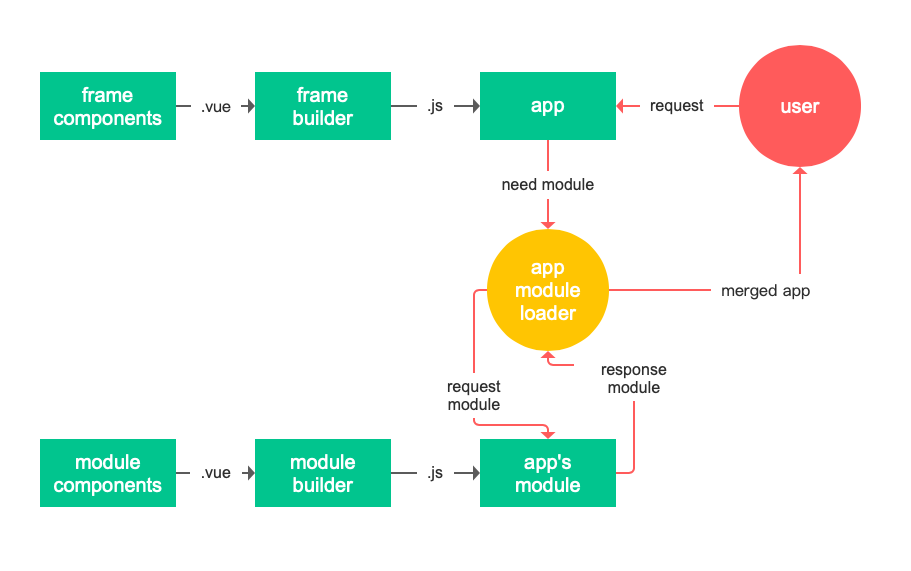 frame
components
.vue
frame
builder
.js
app
request
user
need module
app
module
loader
merged app
request
module
response
module
module
components
.vue
module
builder
.js
app's
module